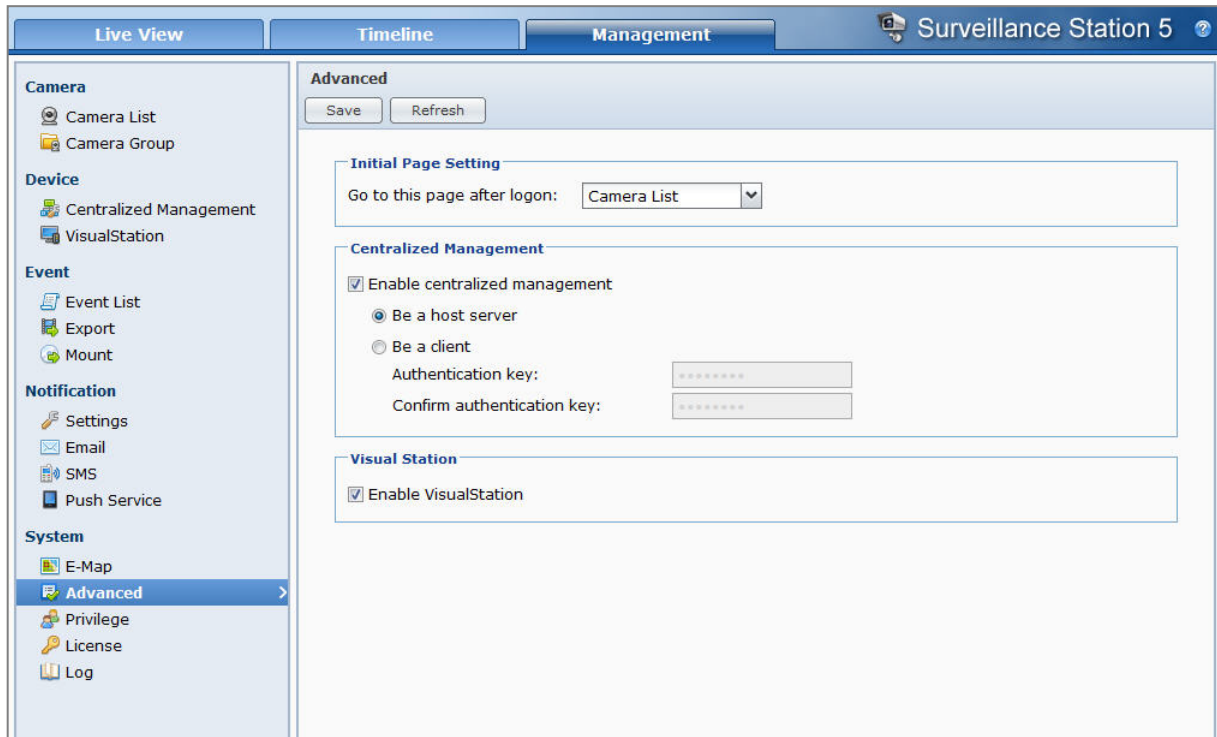 Live View
Timeline
Management
Surveillance Station 5
?
Camera
Camera List
Camera Group
Device
Centralized Management
VisualStation
Event
Event List
Export
Mount
Notification
Settings
Email
SMS
Push Service
System
E-Map
Advanced
Privilege
License
Log
Advanced
Save
Refresh
Initial Page Setting
Go to this page after logon: Camera List
Centralized Management
Enable centralized management
Be a host server
Be a client
Authentication key: ••••••••
Confirm authentication key: ••••••••
Visual Station
Enable VisualStation